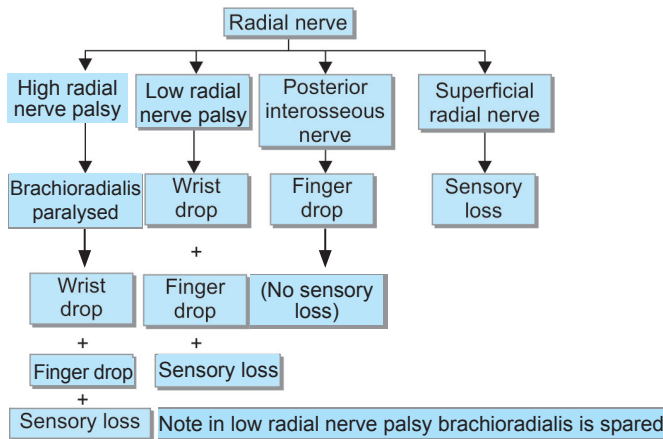 Radial nerve
High radial
nerve palsy
Low radial
nerve palsy
Posterior
interosseous
nerve
Superficial
radial nerve
Brachioradialis
paralysed
Wrist
drop
Finger
drop
Sensory
loss
+
Wrist
drop
Finger
drop
(No sensory
loss)
+
+
Finger drop
Sensory loss
+
Sensory loss
Note in low radial nerve palsy brachioradialis is spared